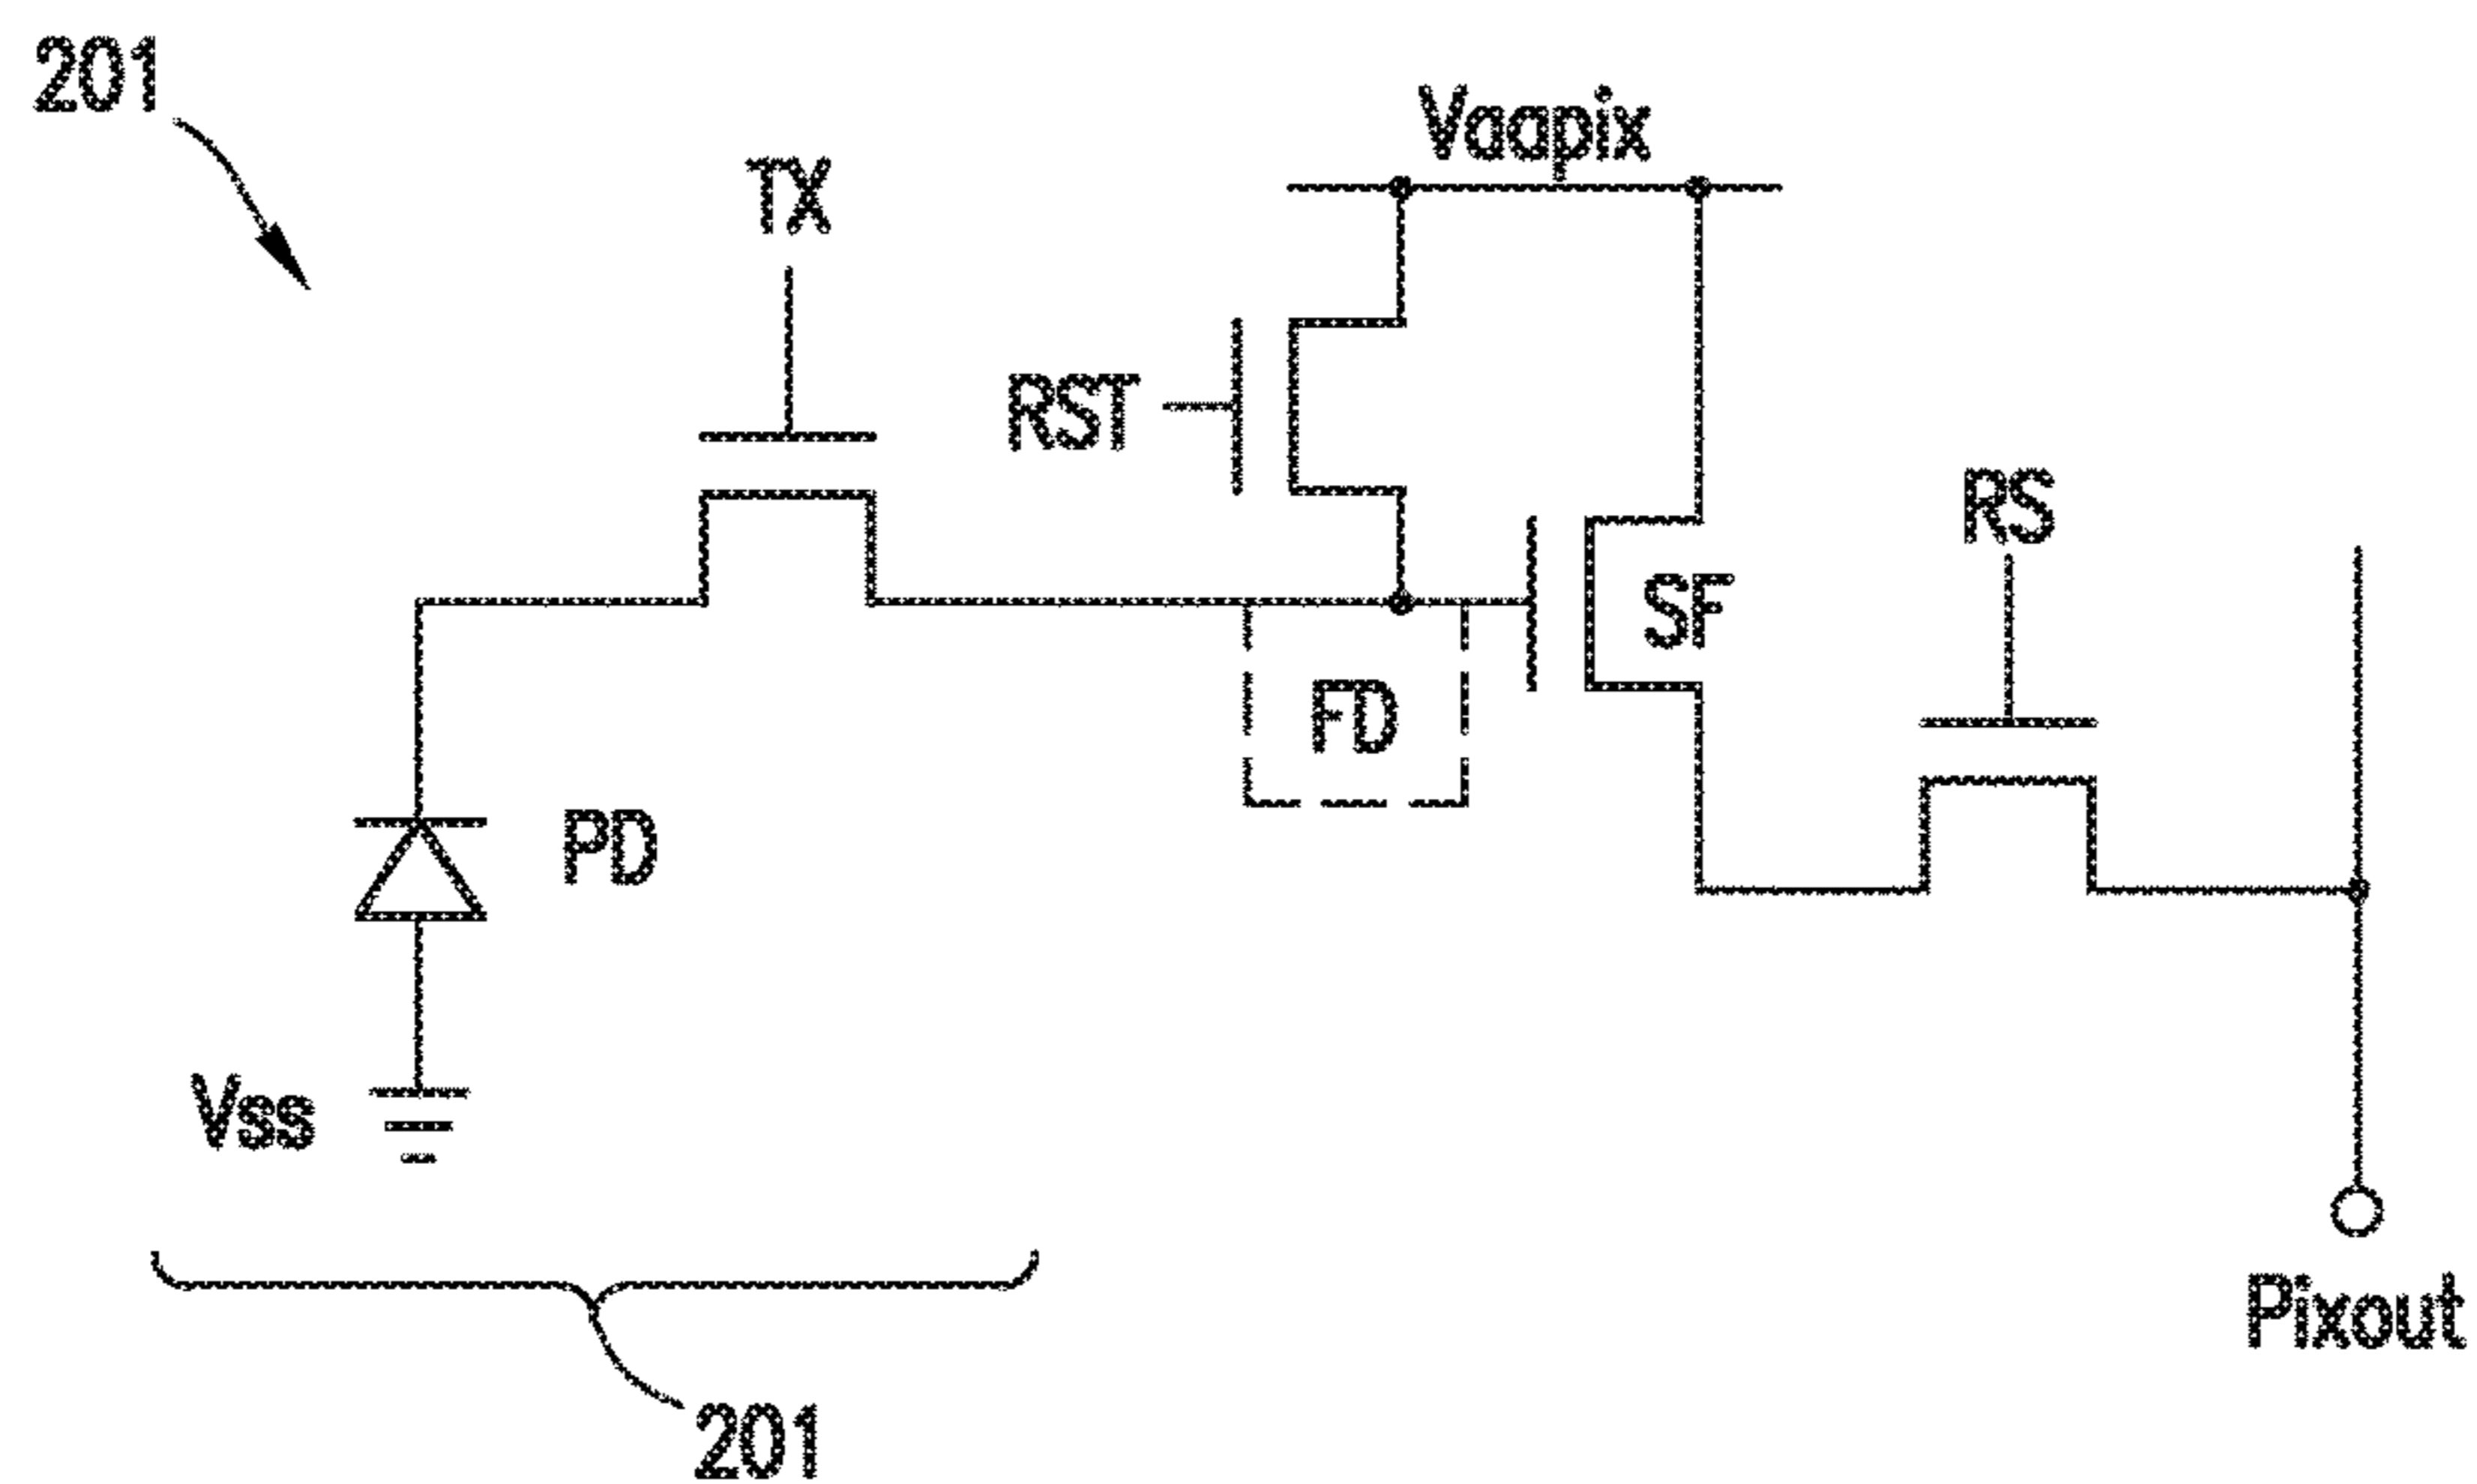 201
Vaapix
TX
RST
RS
SF
FD
PD
Vss
Pixout
201